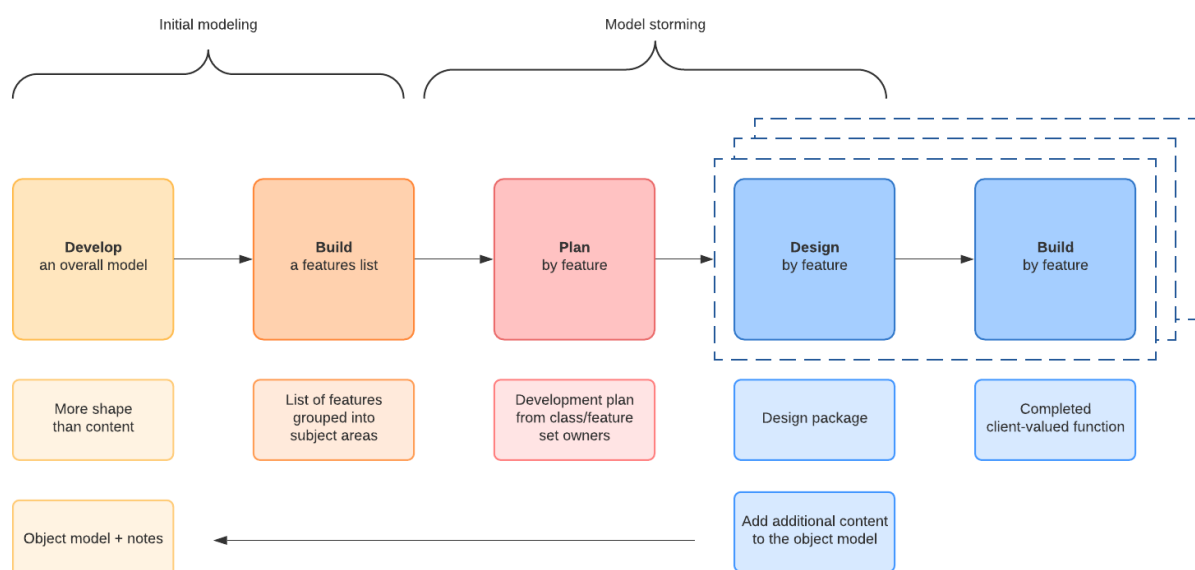 Initial modeling
Model storming
Develop
an overall model
Build
a features list
Plan
by feature
Design
by feature
Build
by feature
More shape
than content
List of features
grouped into
subject areas
Development plan
from class/feature
set owners
Design package
Completed
client-valued function
Object model + notes
Add additional content
to the object model